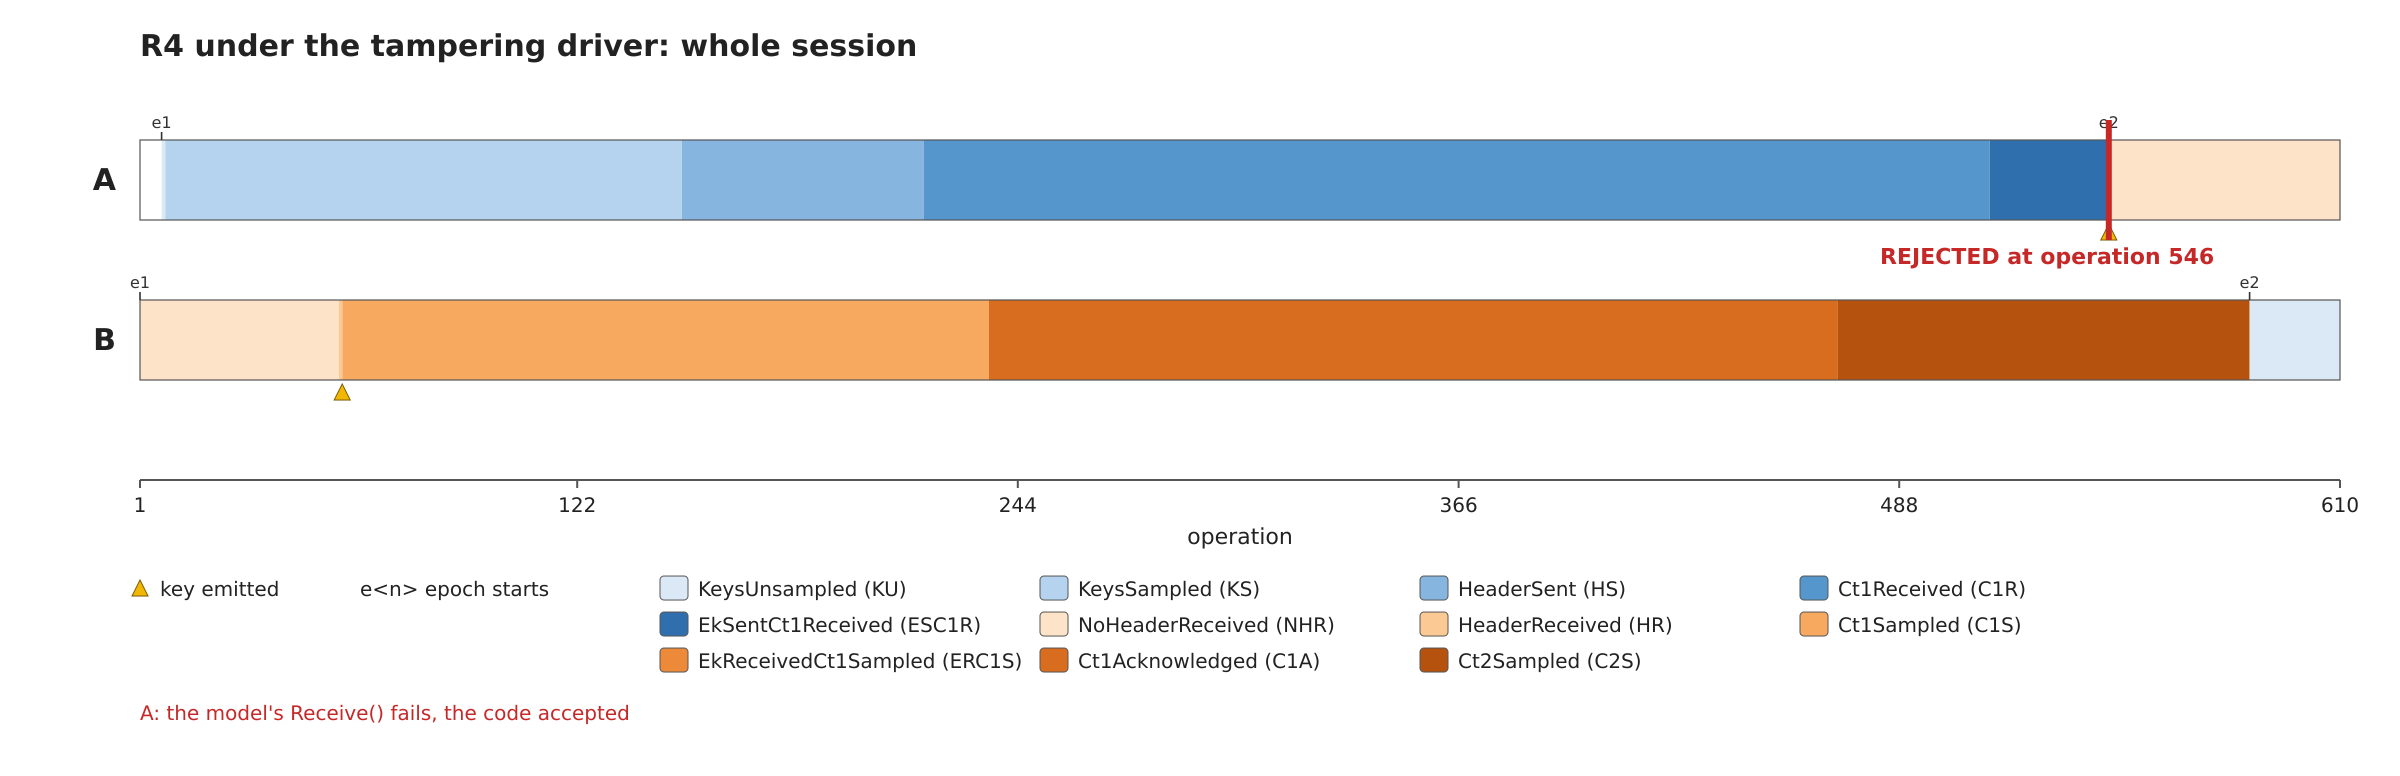 R4 under the tampering driver: whole session
e1
e2
A
REJECTED at operation 546
e1
e2
B
1
122
244
366
488
610
operation
key emitted
e<n> epoch starts
KeysUnsampled (KU)
KeysSampled (KS)
HeaderSent (HS)
Ct1Received (C1R)
EkSentCt1Received (ESC1R)
NoHeaderReceived (NHR)
HeaderReceived (HR)
Ct1Sampled (C1S)
EkReceivedCt1Sampled (ERC1S)
Ct1Acknowledged (C1A)
Ct2Sampled (C2S)
A: the model's Receive() fails, the code accepted